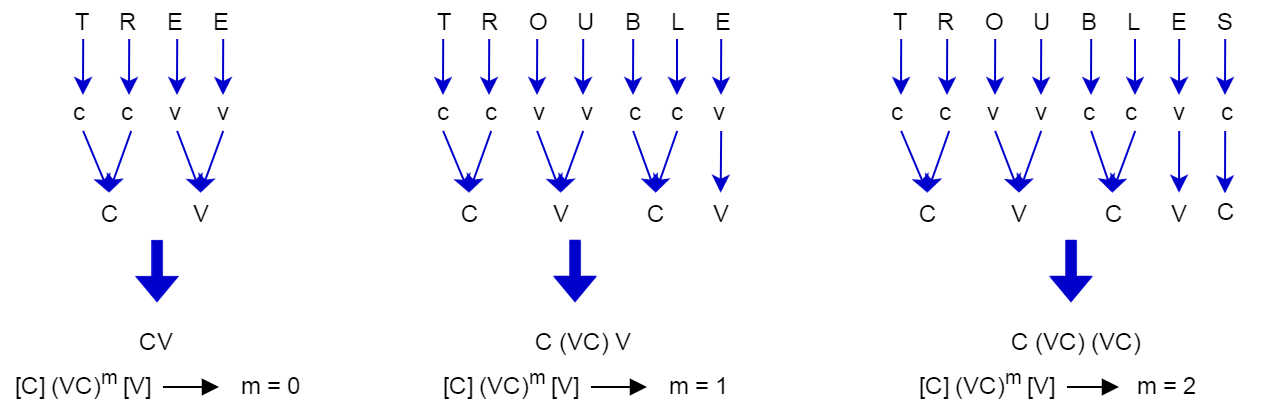 T R E E
c c v v
C V
CV
[C] (VC)^m [V] → m = 0
T R O U B L E
c c v v c c v
C V C V
C (VC) V
[C] (VC)^m [V] → m = 1
T R O U B L E S
c c v v c c v c
C V C V C
C (VC) (VC)
[C] (VC)^m [V] → m = 2